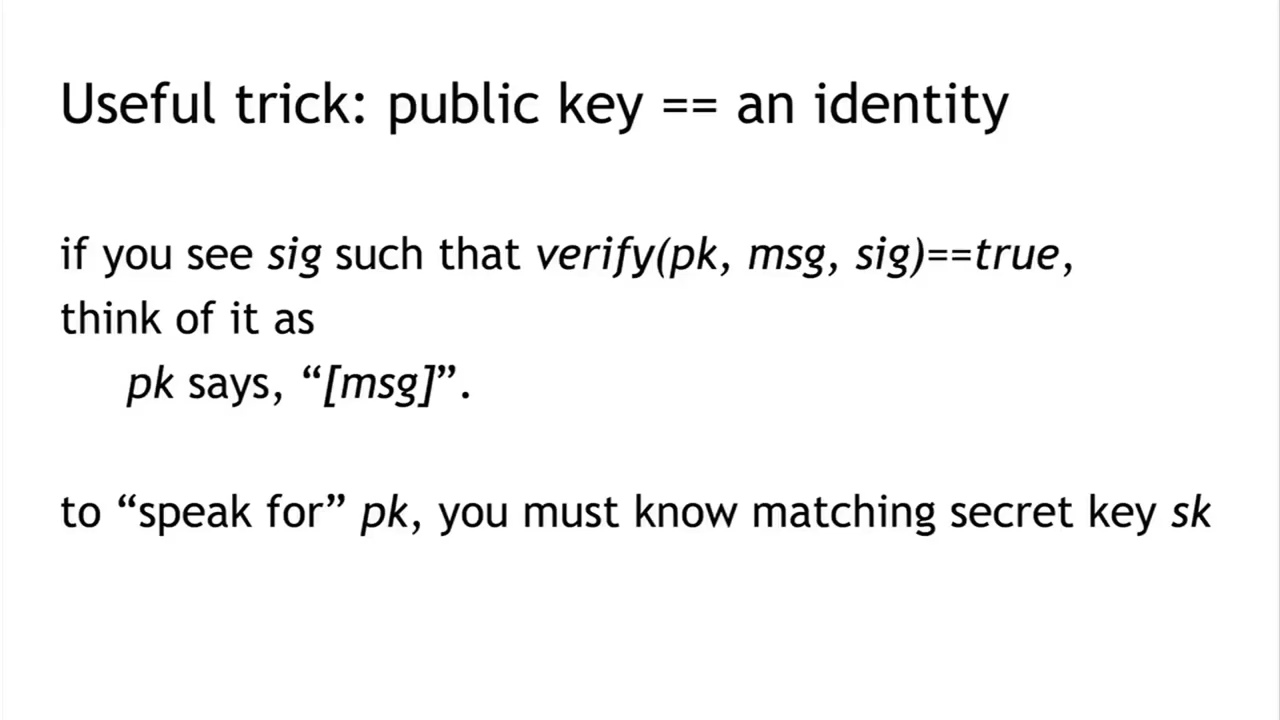 Useful trick: public key == an identity
if you see sig such that verify(pk, msg, sig)==true,
think of it as
pk says, “[msg]”.
to “speak for” pk, you must know matching secret key sk